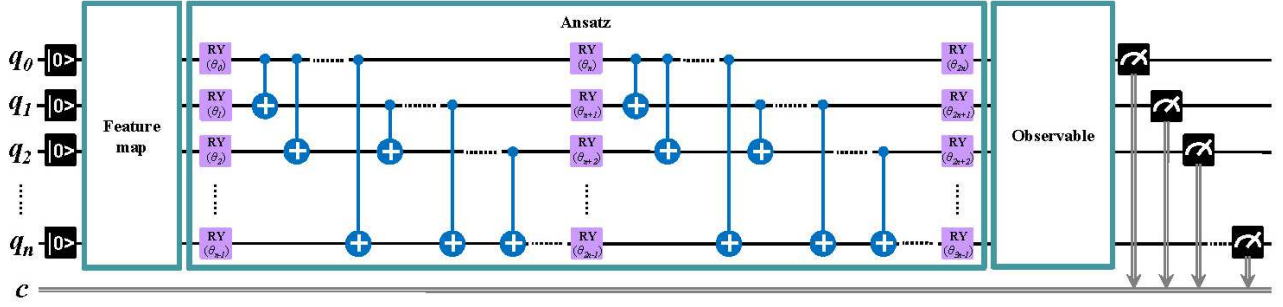 Ansatz
q0 |0> RY (θ0) RY (θn) RY (θ2n)
q1 |0> RY (θ1) RY (θn+1) RY (θ2n+1)
Feature map
q2 |0> RY (θ2) RY (θn+2) RY (θ2n+2)
Observable
qn |0> RY (θn-1) RY (θ2n-1) RY (θ3n-1)
c